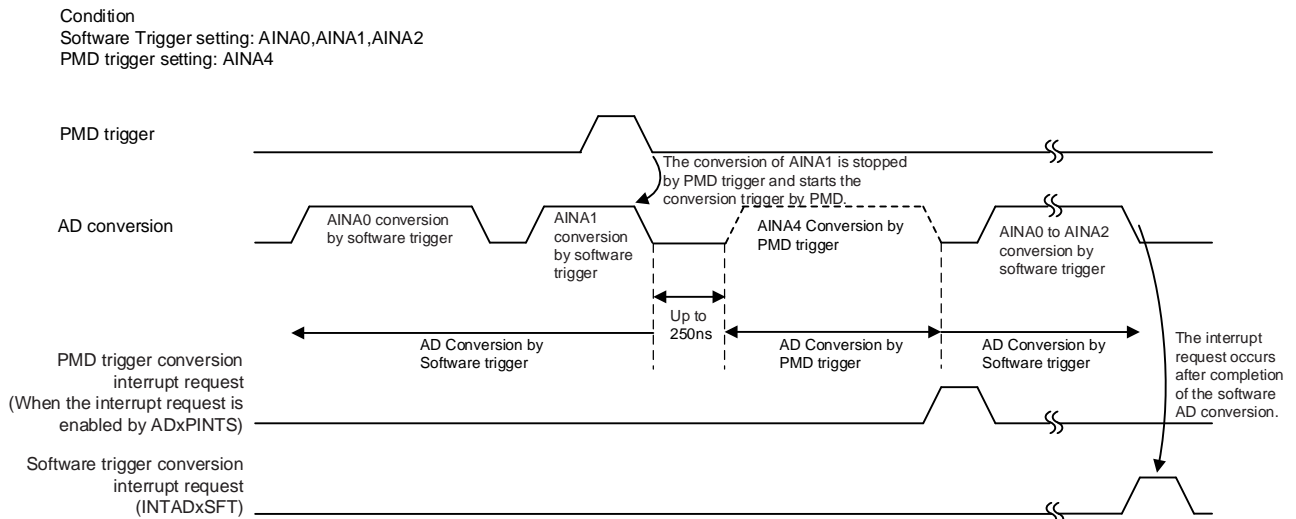 Condition
Software Trigger setting: AINA0,AINA1,AINA2
PMD trigger setting: AINA4
PMD trigger
The conversion of AINA1 is stopped
by PMD trigger and starts the
conversion trigger by PMD.
AD conversion
AINA0 conversion
by software trigger
AINA1
conversion
by software
trigger
AINA4 Conversion by
PMD trigger
AINA0 to AINA2
conversion by
software trigger
Up to
250ns
AD Conversion by
Software trigger
AD Conversion by
PMD trigger
AD Conversion by
Software trigger
The interrupt
request occurs
after completion
of the software
AD conversion.
PMD trigger conversion
interrupt request
(When the interrupt request is
enabled by ADxPINTS)
Software trigger conversion
interrupt request
(INTADxSFT)